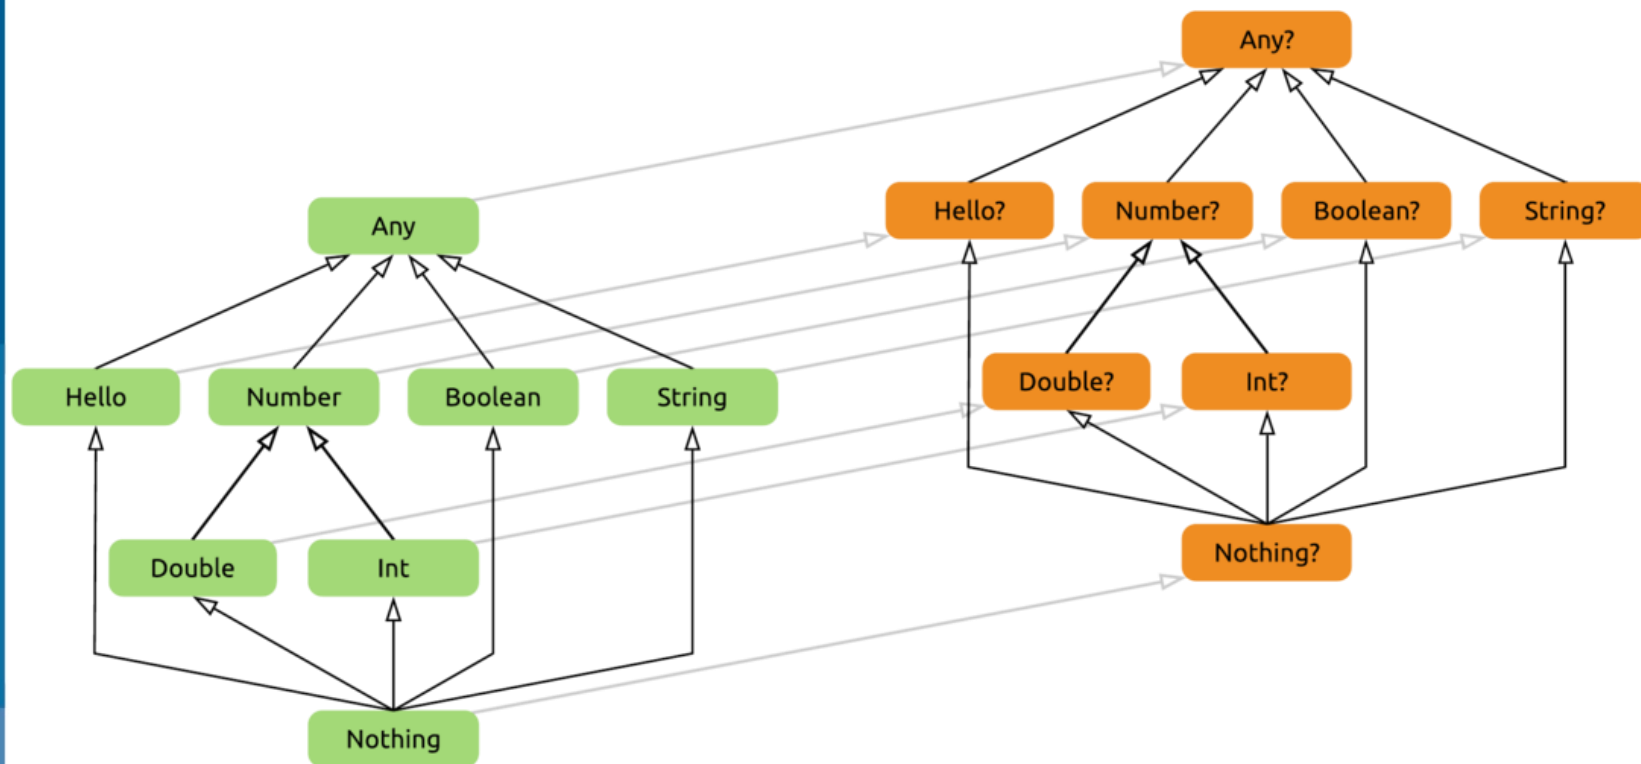 Any?
Hello?
Number?
Boolean?
String?
Any
Double?
Int?
Hello
Number
Boolean
String
Nothing?
Double
Int
Nothing